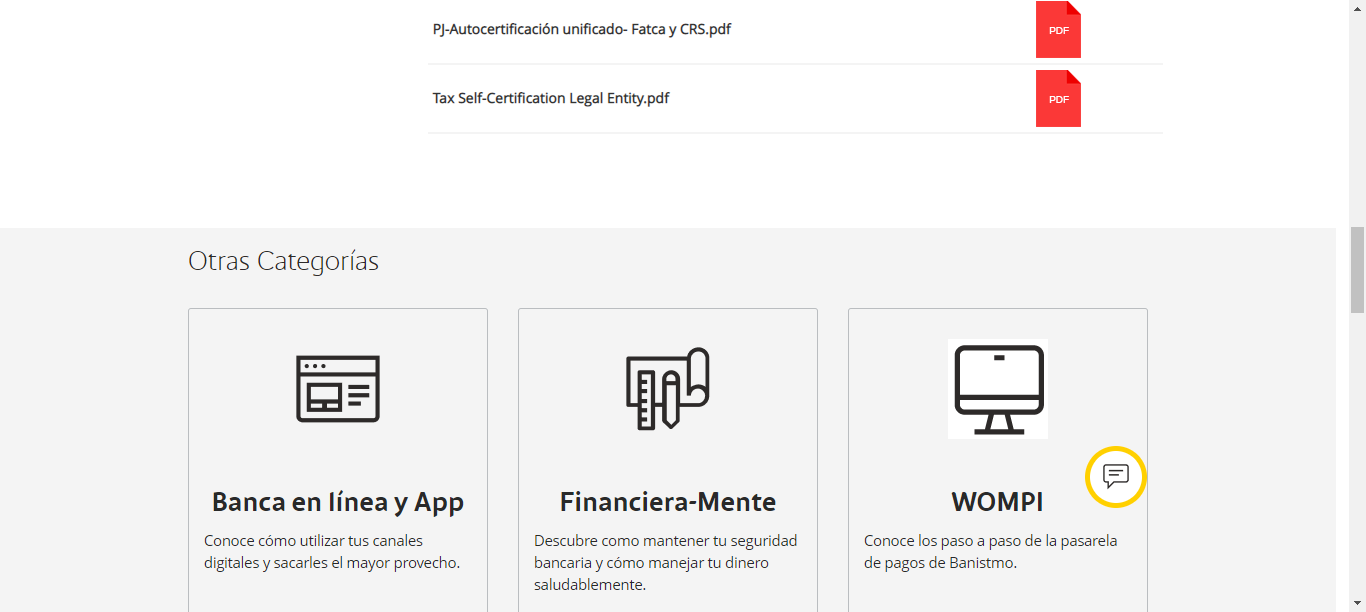 PJ-Autocertificación unificado- Fatca y CRS.pdf
PDF
Tax Self-Certification Legal Entity.pdf
PDF
Otras Categorías
Banca en línea y App
Conoce cómo utilizar tus canales
digitales y sacarles el mayor provecho.
Financiera-Mente
Descubre como mantener tu seguridad
bancaria y cómo manejar tu dinero
saludablemente.
WOMPI
Conoce los paso a paso de la pasarela
de pagos de Banistmo.